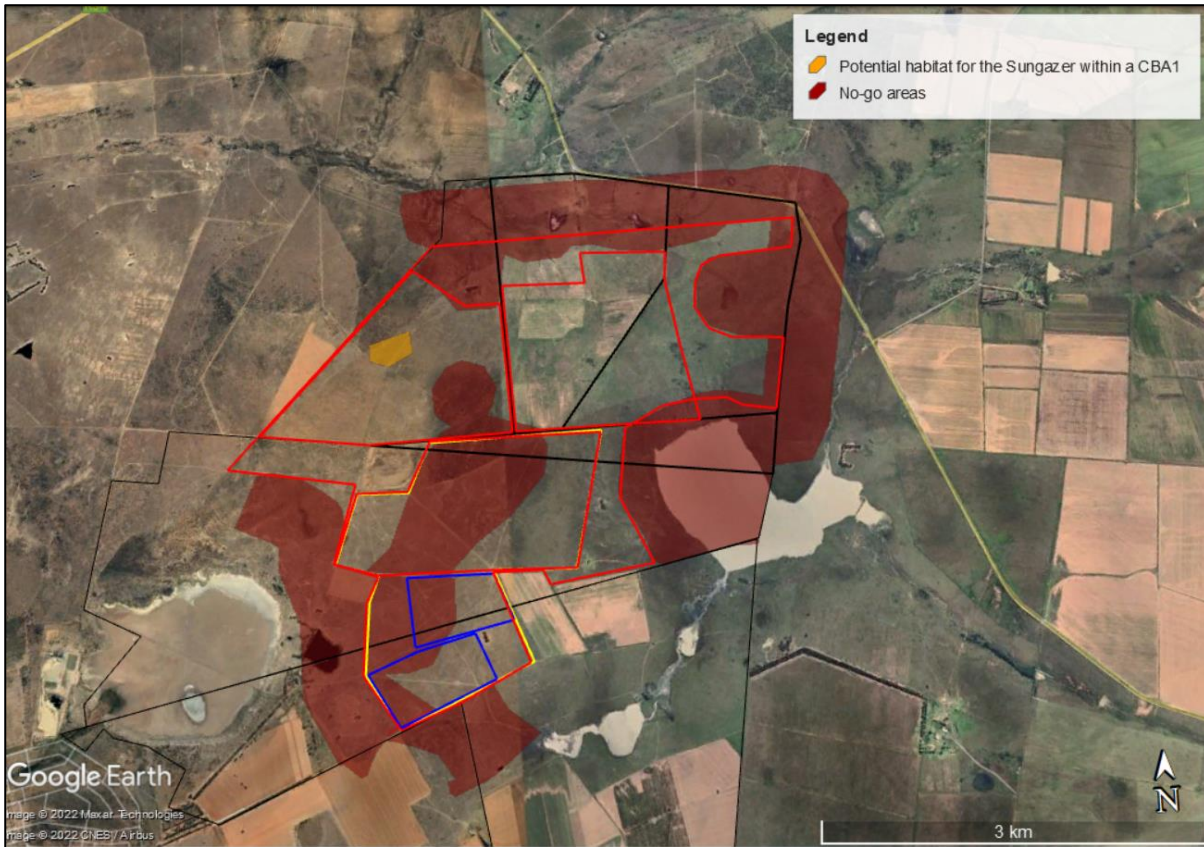 Legend
Potential habitat for the Sungazer within a CBA1
No-go areas
Google Earth
Image © 2022 Maxar Technologies
Image © 2022 CNES / Airbus
N
3 km